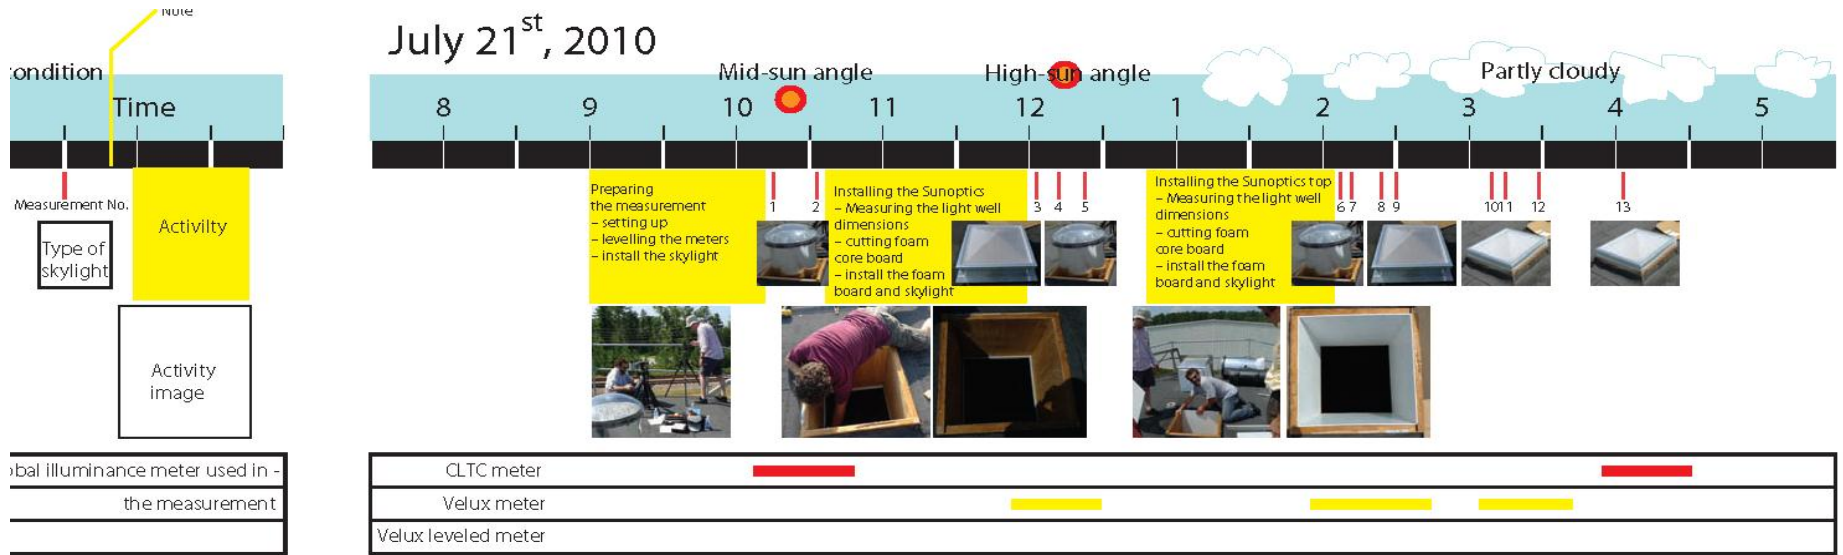 Note
July 21st, 2010
condition
Mid-sun angle
High-sun angle
Partly cloudy
Time
8 9 10 11 12 1 2 3 4 5
Measurement No.
1 2 3 4 5 6 7 8 9 10 11 12 13
Type of
skylight
Activilty
Activity
image
Preparing
the measurement
– setting up
– levelling the meters
– install the skylight
Installing the Sunoptics
– Measuring the light well
dimensions
– cutting foam
core board
– install the foam
board and skylight
Installing the Sunoptics top
– Measuring the light well
dimensions
– cutting foam
core board
– install the foam
board and skylight
obal illuminance meter used in -
the measurement
CLTC meter
Velux meter
Velux leveled meter